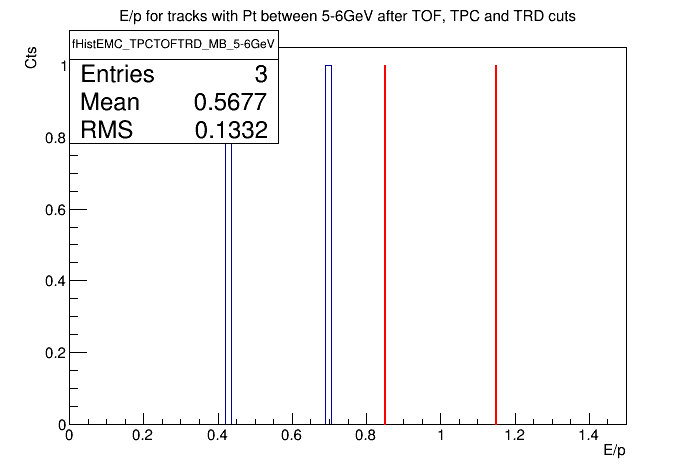 E/p for tracks with Pt between 5-6GeV after TOF, TPC and TRD cuts
Cts
fHistEMC_TPCTOFTRD_MB_5-6GeV
Entries 3
Mean 0.5677
RMS 0.1332
1
0.8
0.6
0.4
0.2
0
0 0.2 0.4 0.6 0.8 1 1.2 1.4
E/p